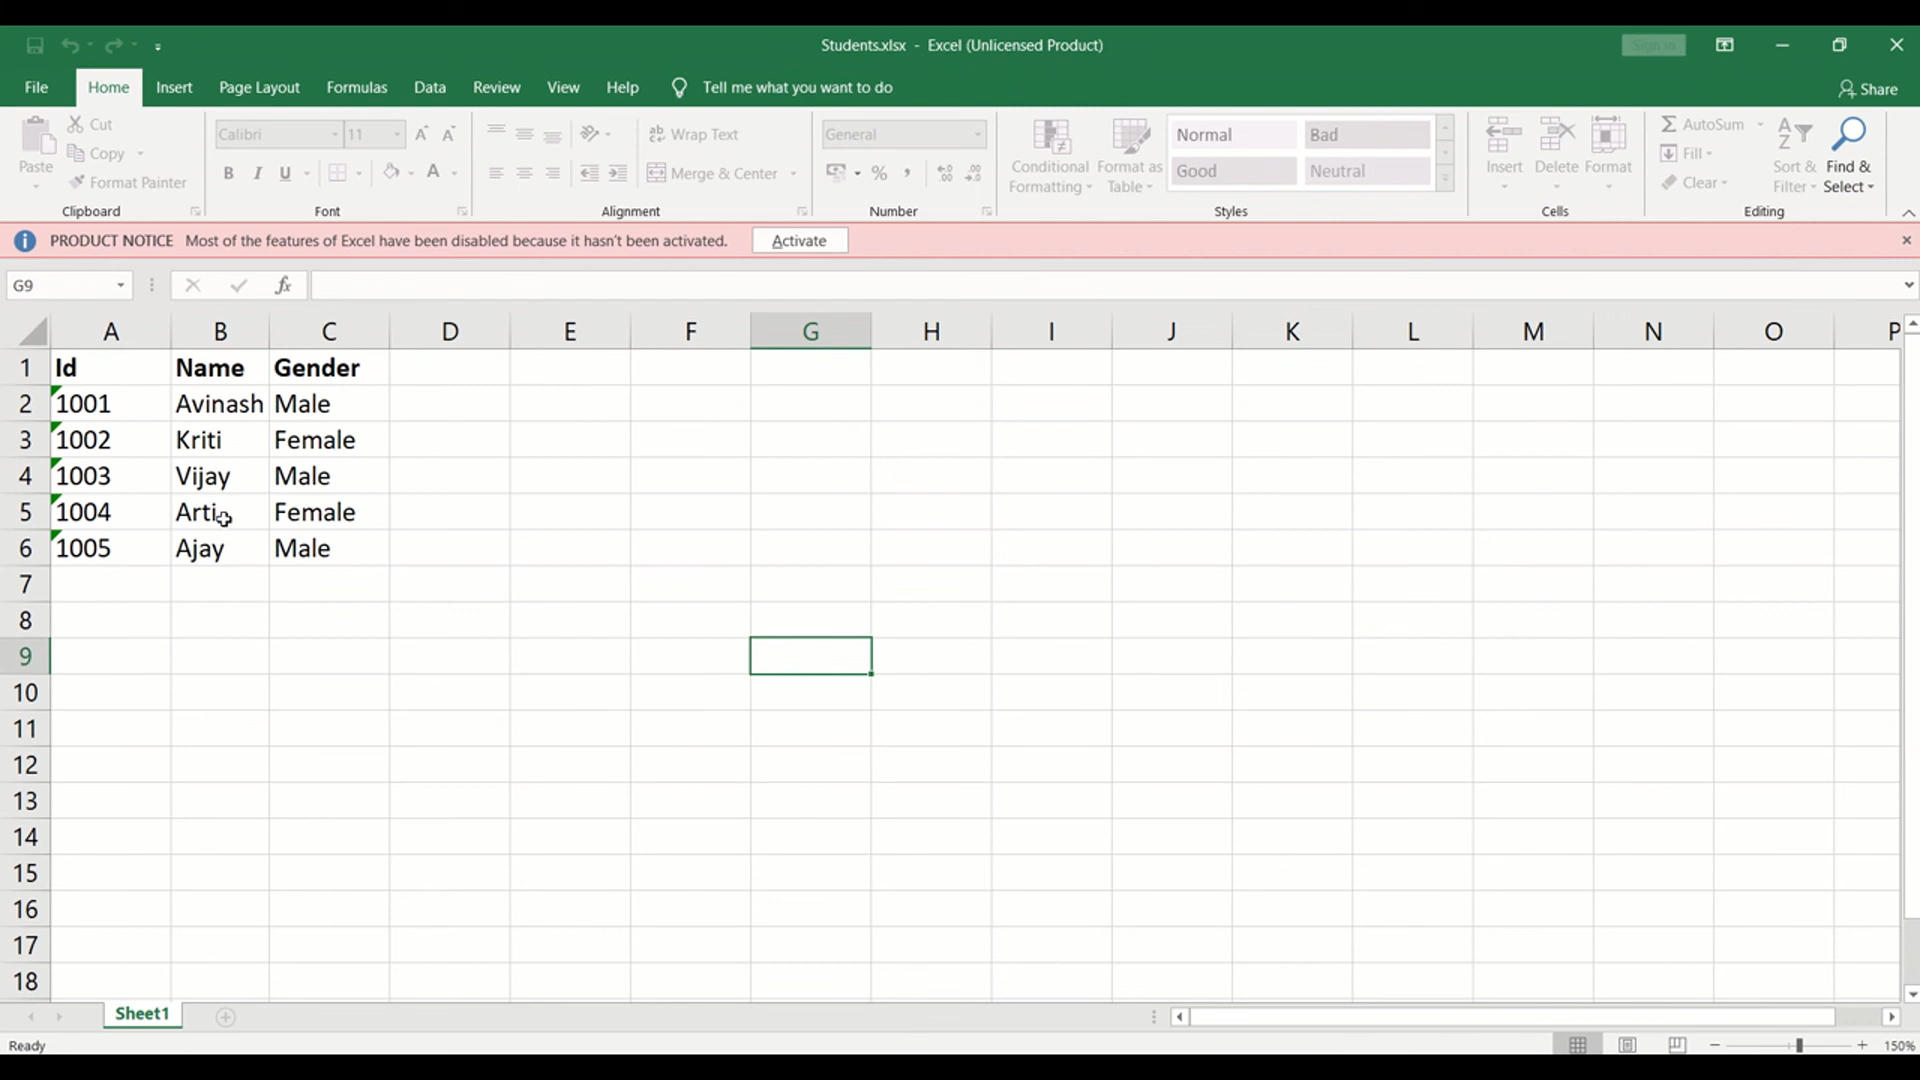 Students.xlsx - Excel (Unlicensed Product)
Sign in
File Home Insert Page Layout Formulas Data Review View Help Tell me what you want to do Share
Paste Cut Copy Format Painter Clipboard
Calibri 11 B I U A Font
ab Wrap Text Merge & Center Alignment
General % , Number
Conditional Formatting Format as Table Normal Bad Good Neutral Styles
Insert Delete Format Cells
AutoSum Fill Clear Sort & Filter Find & Select Editing
PRODUCT NOTICE Most of the features of Excel have been disabled because it hasn't been activated. Activate
G9 fx
A B C D E F G H I J K L M N O P
1 Id Name Gender
2 1001 Avinash Male
3 1002 Kriti Female
4 1003 Vijay Male
5 1004 Arti Female
6 1005 Ajay Male
7
8
9
10
11
12
13
14
15
16
17
18
Sheet1
Ready 150%